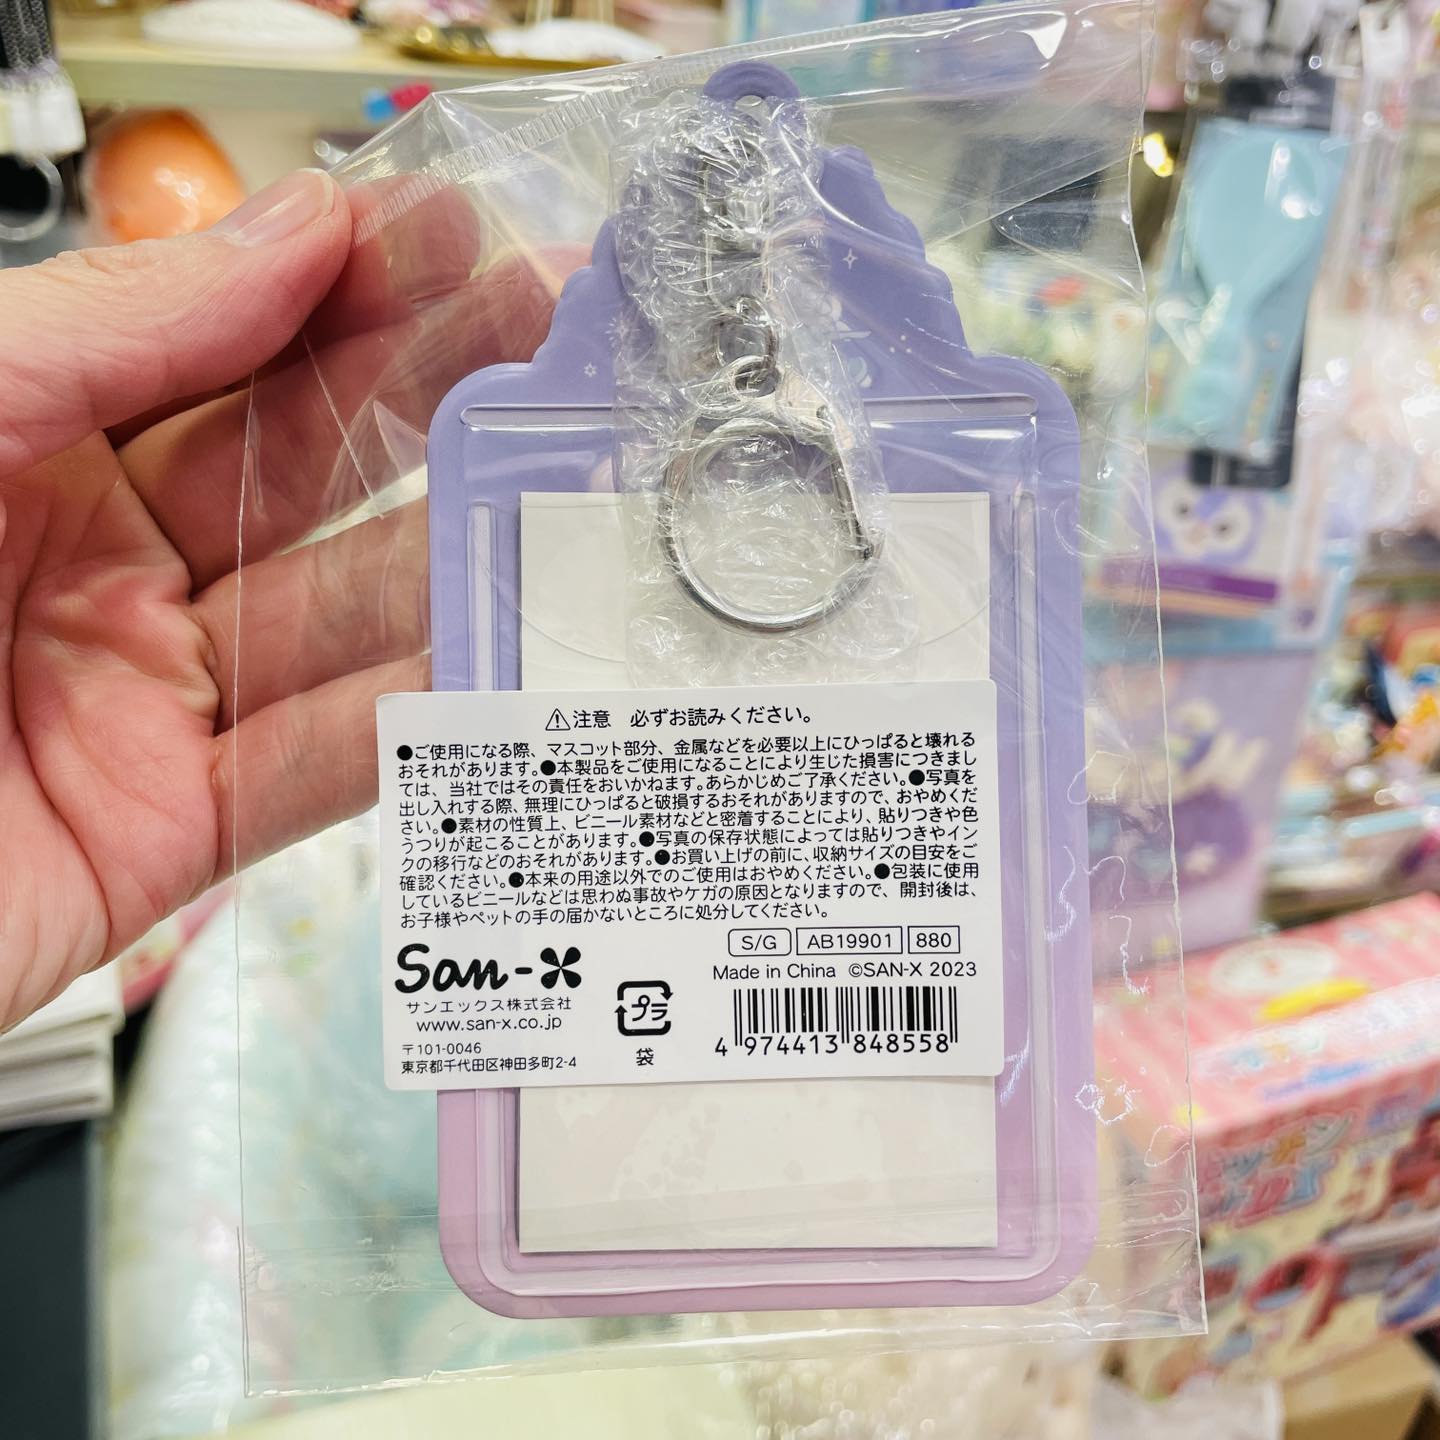 ⚠注意 必ずお読みください。
●ご使用になる際、マスコット部分、金属などを必要以上にひっぱると壊れる
おそれがあります。●本製品をご使用になることにより生じた損害につきまし
ては、当社ではその責任をおいかねます。あらかじめご了承ください。●写真を
出し入れする際、無理にひっぱると破損するおそれがありますので、おやめくだ
さい。●素材の性質上、ビニール素材などと密着することにより、貼りつきや色
うつりが起こることがあります。●写真の保存状態によっては貼りつきやイン
クの移行などのおそれがあります。●お買い上げの前に、収納サイズの目安をご
確認ください。●本来の用途以外でのご使用はおやめください。●包装に使用
しているビニールなどは思わぬ事故やケガの原因となりますので、開封後は、
お子様やペットの手の届かないところに処分してください。
S/G AB19901 880
San-X
Made in China ©SAN-X 2023
サンエックス株式会社
www.san-x.co.jp
プラ
袋
〒101-0046
東京都千代田区神田多町2-4
4 974413 848558